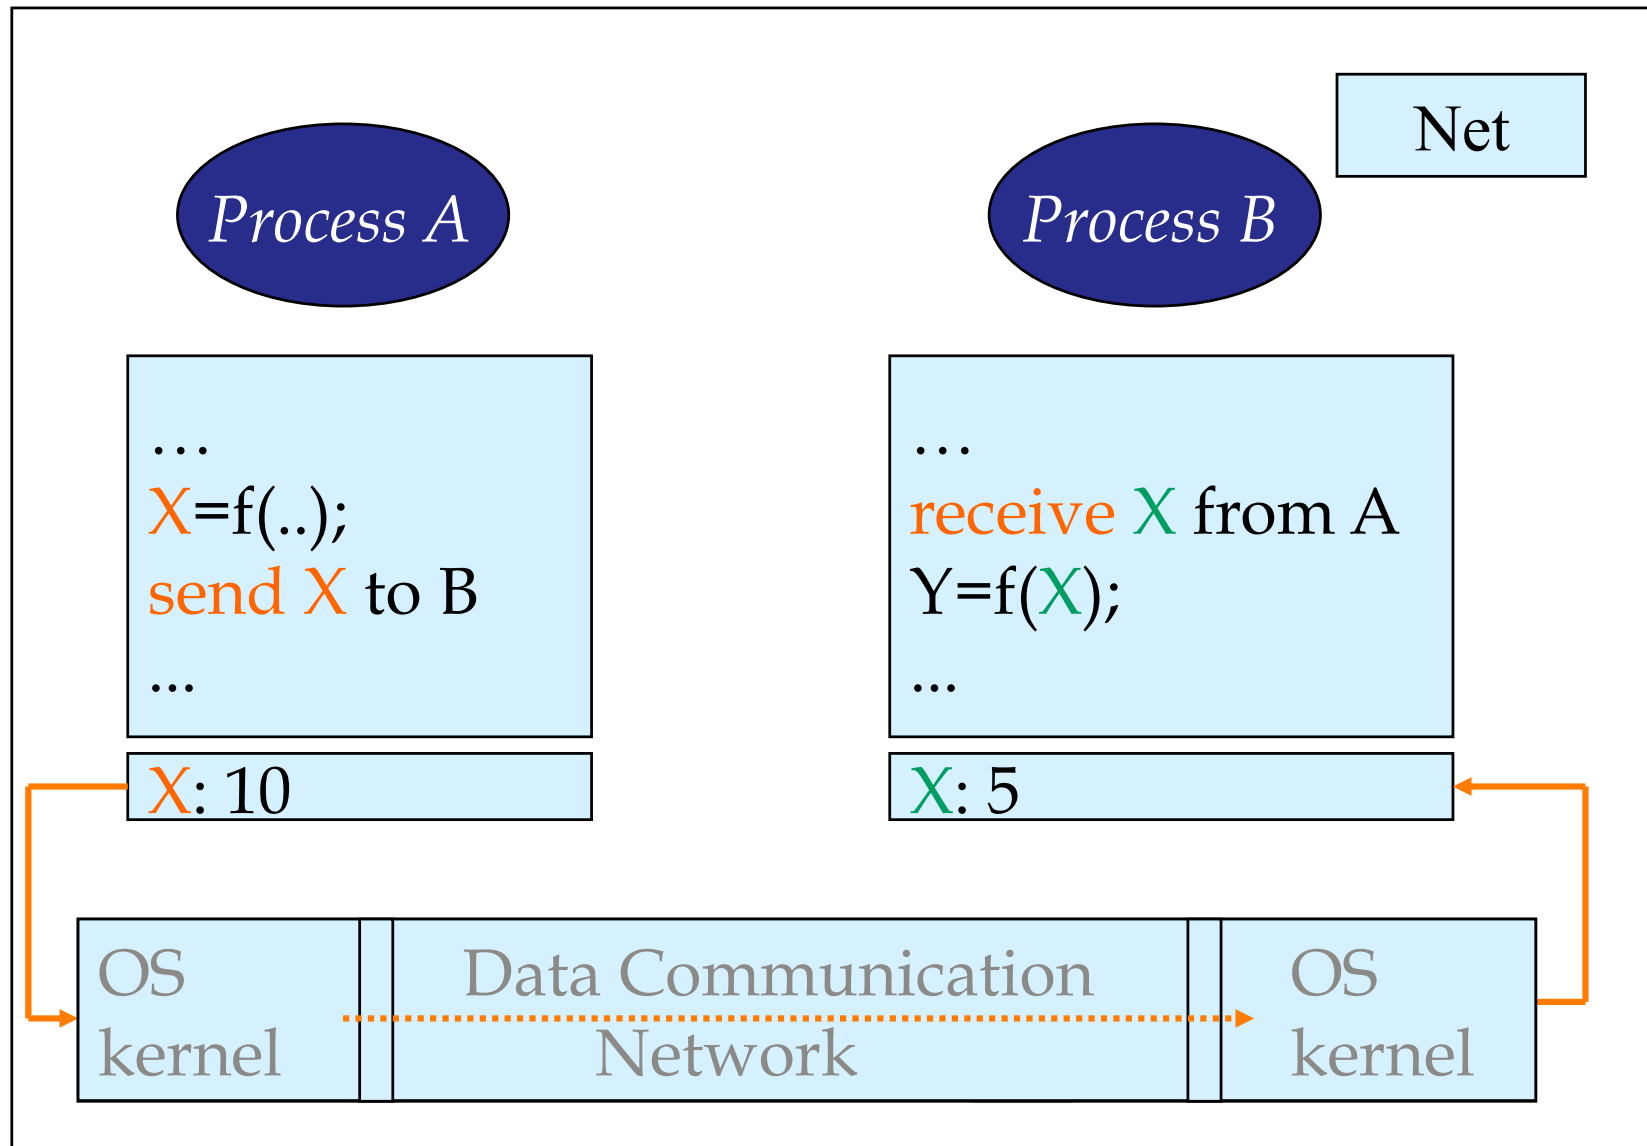 Net
Process A
Process B
…
X=f(..);
send X to B
...
X: 10
…
receive X from A
Y=f(X);
...
X: 5
OS
kernel
Data Communication
Network
OS
kernel